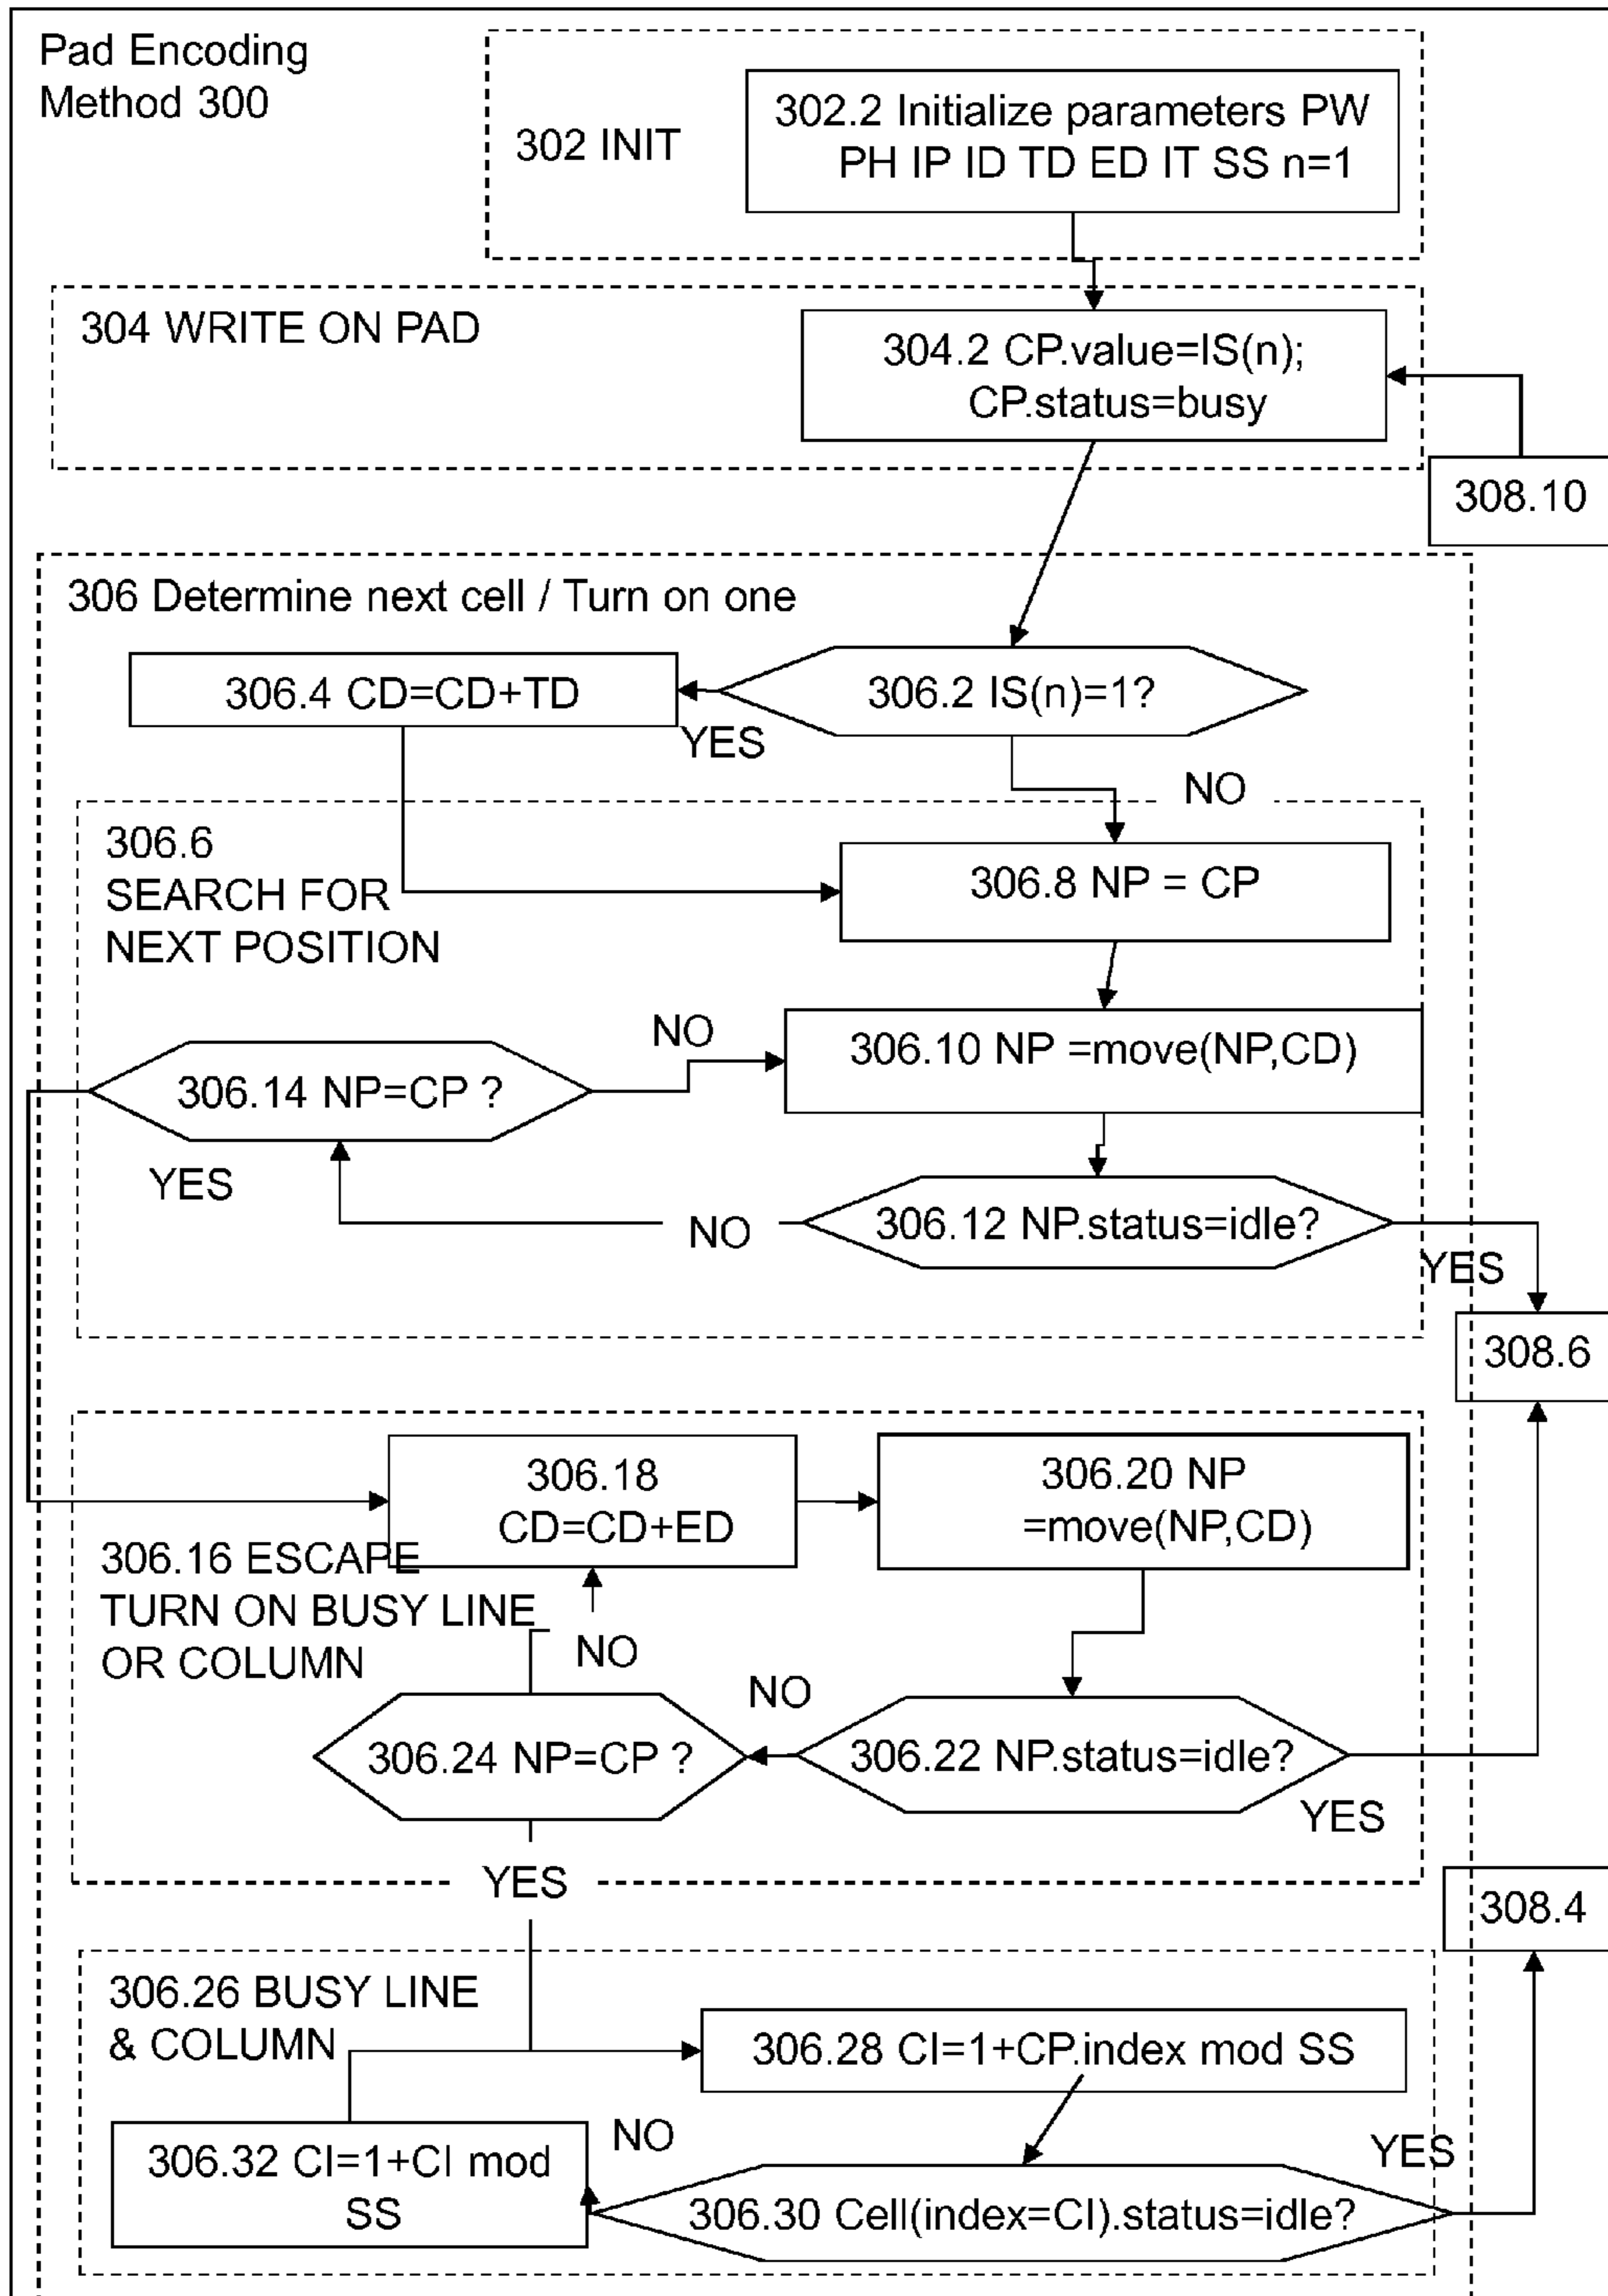 Pad Encoding
Method 300
302 INIT
302.2 Initialize parameters PW
PH IP ID TD ED IT SS n=1
304 WRITE ON PAD
304.2 CP.value=IS(n);
CP.status=busy
308.10
306 Determine next cell / Turn on one
306.4 CD=CD+TD
306.2 IS(n)=1?
YES
NO
306.6
SEARCH FOR
NEXT POSITION
306.8 NP = CP
NO
306.10 NP =move(NP,CD)
306.14 NP=CP ?
YES
NO
306.12 NP.status=idle?
YES
308.6
306.18
CD=CD+ED
306.20 NP
=move(NP,CD)
306.16 ESCAPE
TURN ON BUSY LINE
OR COLUMN
NO
NO
306.24 NP=CP ?
306.22 NP.status=idle?
YES
YES
308.4
306.26 BUSY LINE
& COLUMN
306.28 CI=1+CP.index mod SS
NO
YES
306.32 CI=1+CI mod
SS
306.30 Cell(index=CI).status=idle?